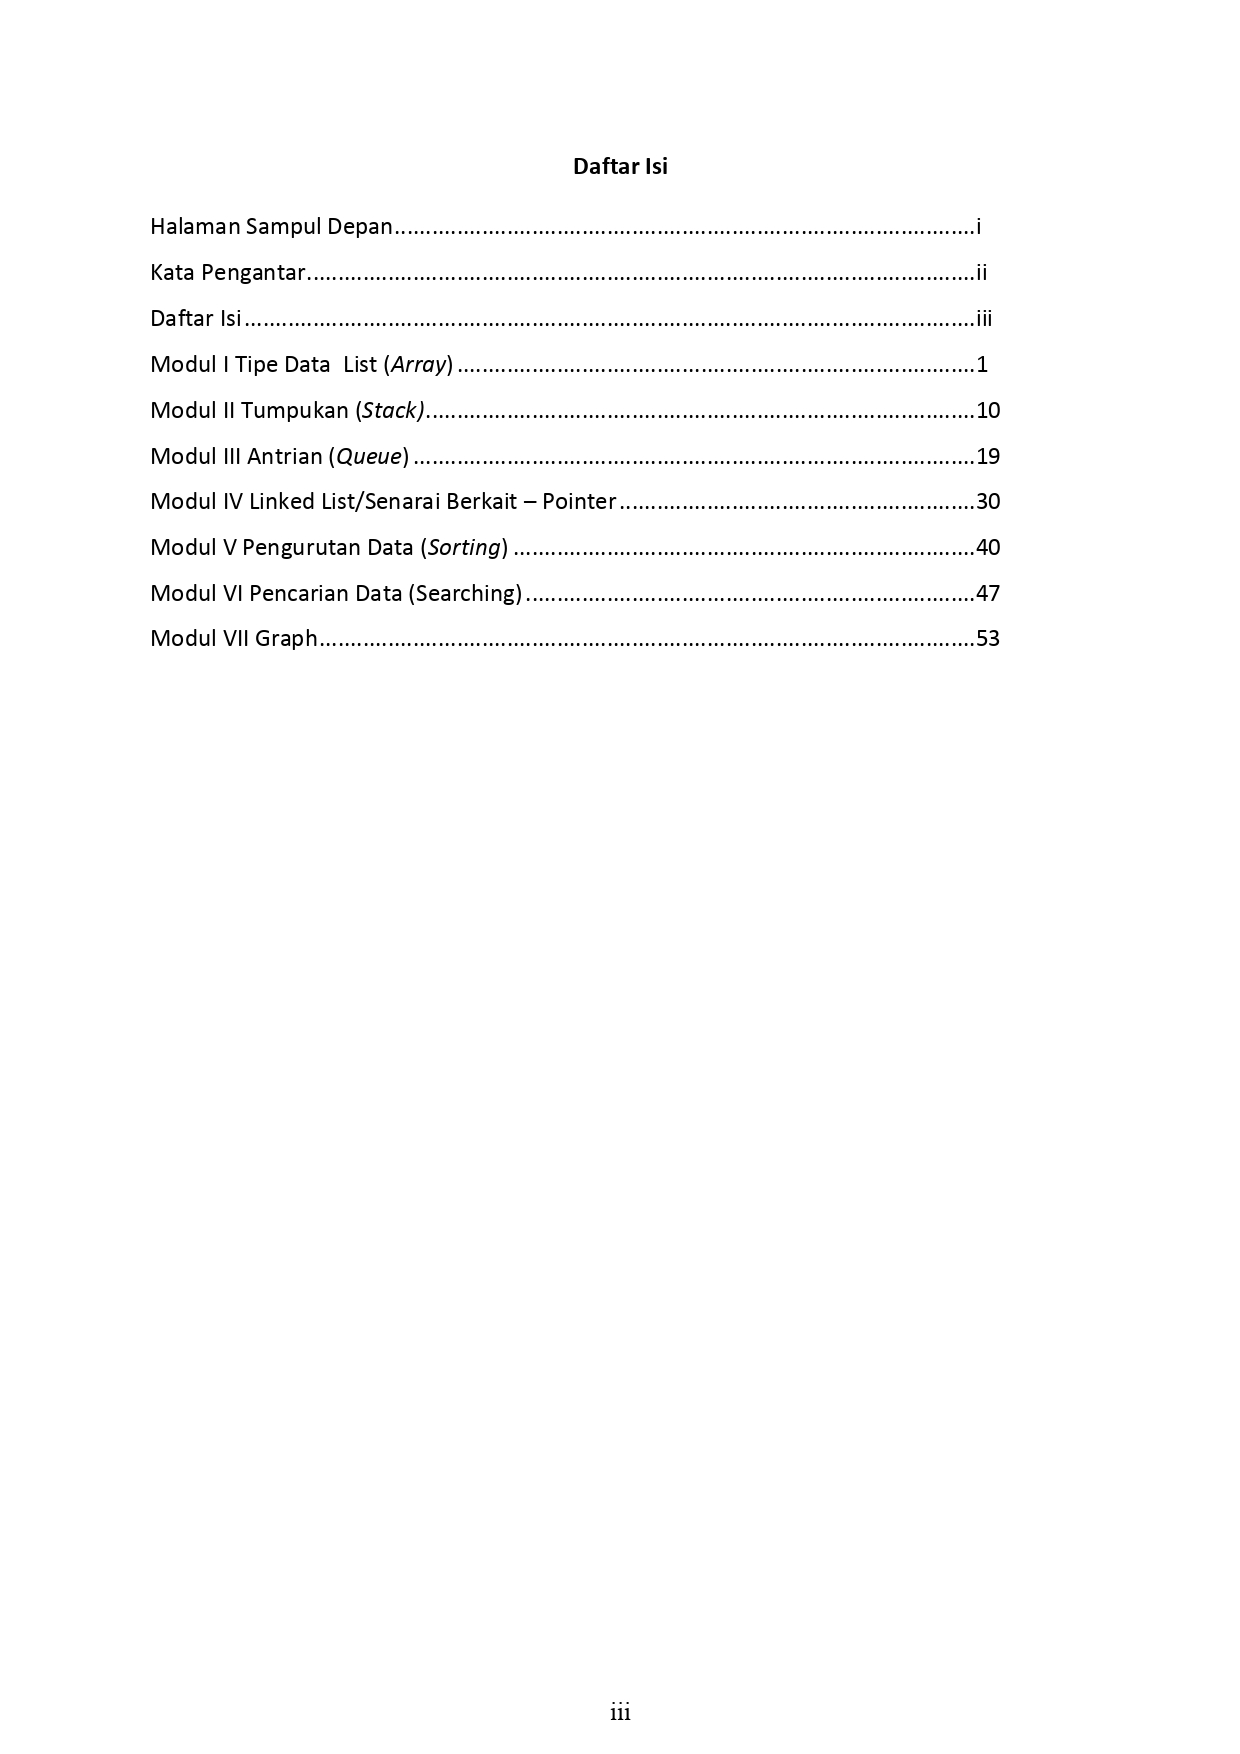 Daftar Isi
Halaman Sampul Depan.............................................................................................i
Kata Pengantar...........................................................................................................ii
Daftar Isi.....................................................................................................................iii
Modul I Tipe Data  List (Array)...................................................................................1
Modul II Tumpukan (Stack)........................................................................................10
Modul III Antrian (Queue)..........................................................................................19
Modul IV Linked List/Senarai Berkait – Pointer.........................................................30
Modul V Pengurutan Data (Sorting)..........................................................................40
Modul VI Pencarian Data (Searching)........................................................................47
Modul VII Graph.........................................................................................................53
iii